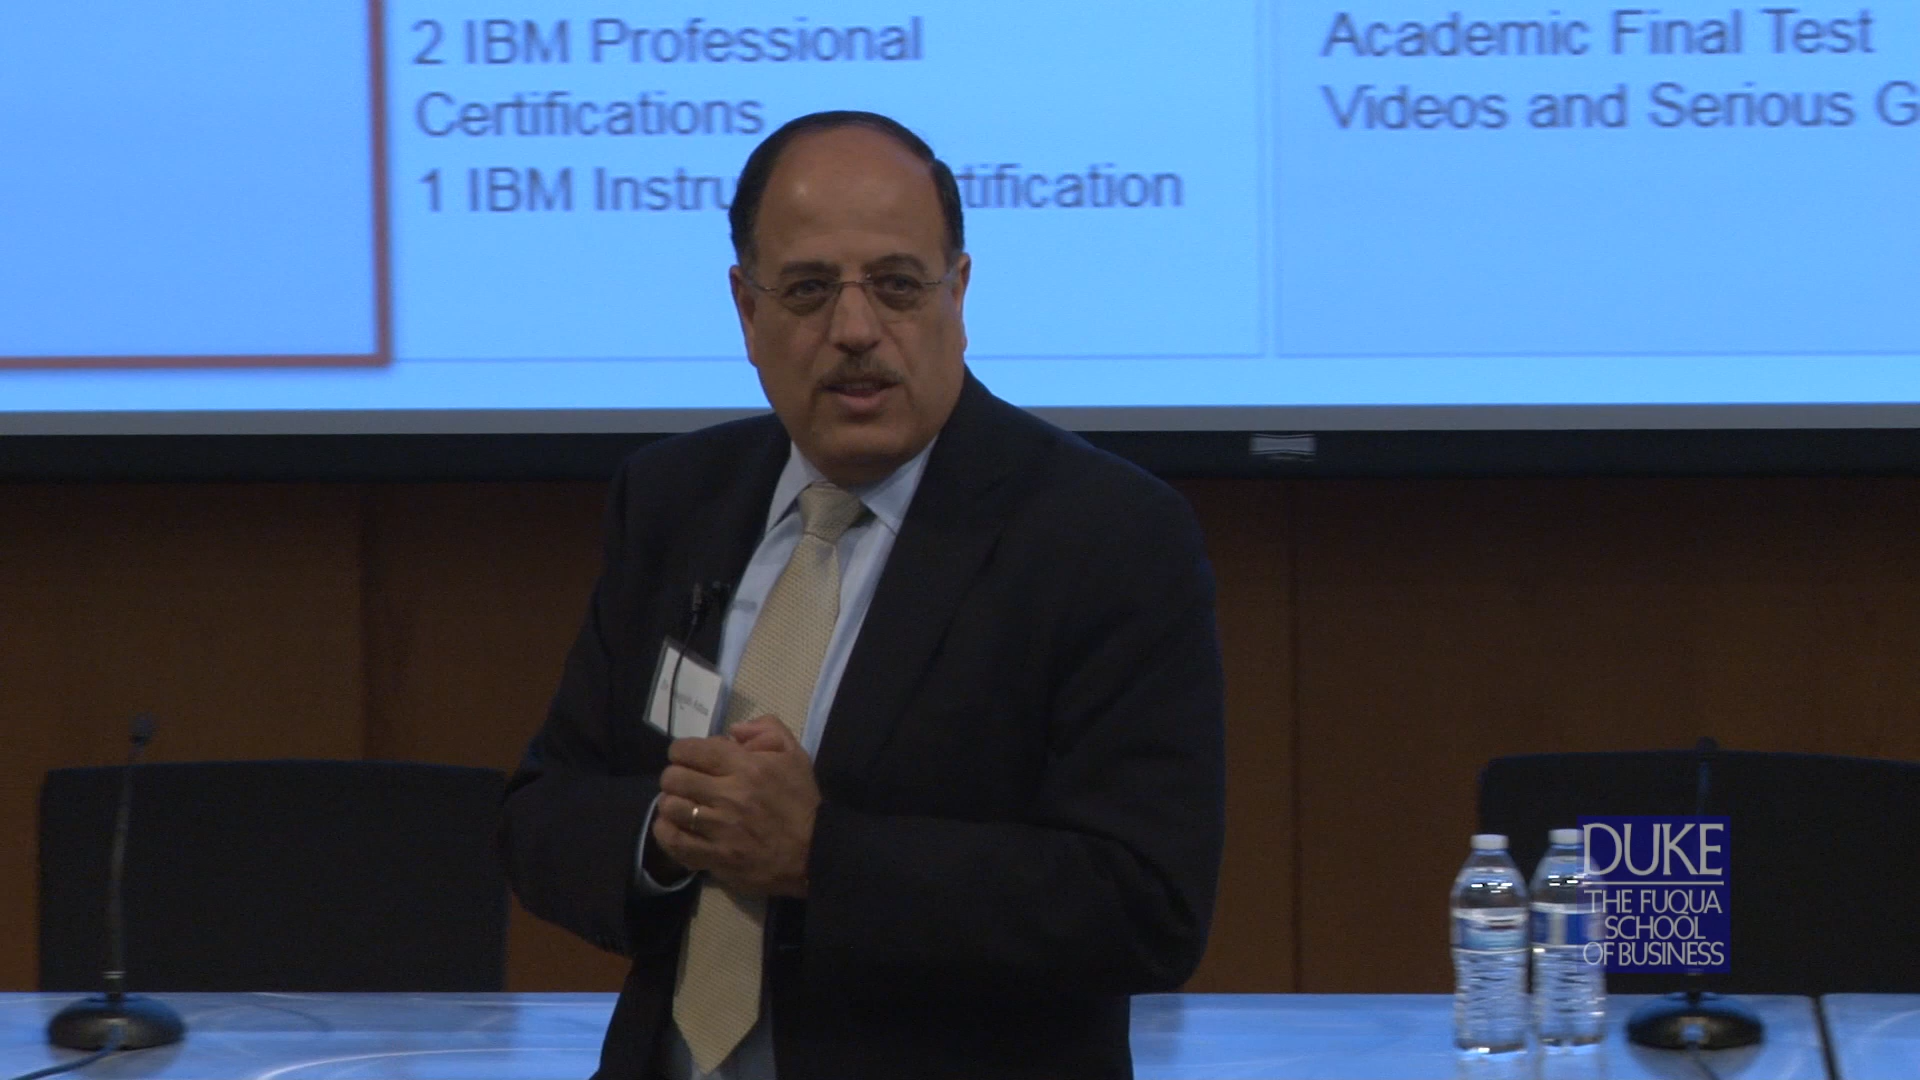 2 IBM Professional
Certifications
1 IBM Instru tification
Academic Final Test
Videos and Serious G
DUKE
THE FUQUA
SCHOOL
OF BUSINESS